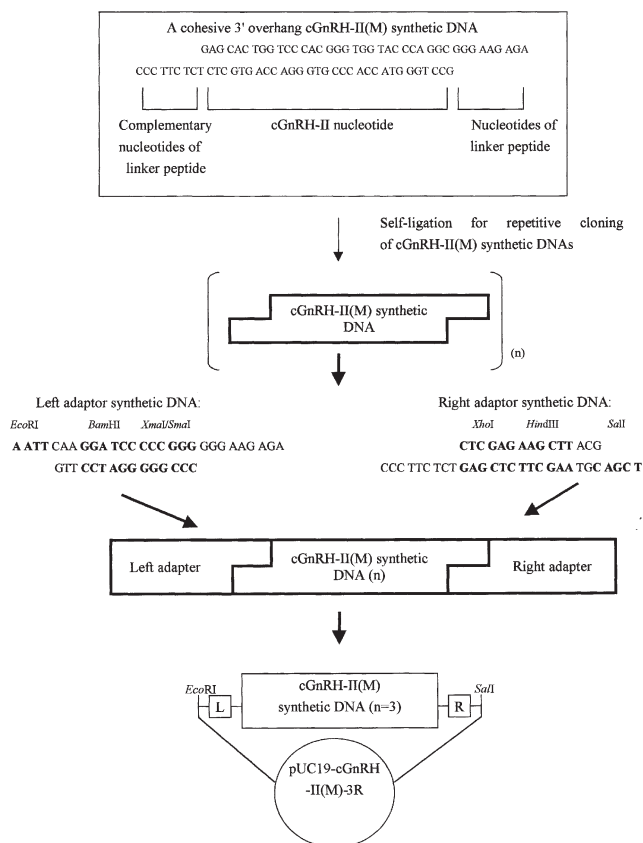 A cohesive 3' overhang cGnRH-II(M) synthetic DNA
GAG CAC TGG TCC CAC GGG TGG TAC CCA GGC GGG AAG AGA
CCC TTC TCT CTC GTG ACC AGG GTG CCC ACC ATG GGT CCG
Complementary
nucleotides of
linker peptide
cGnRH-II nucleotide
Nucleotides of
linker peptide
Self-ligation for repetitive cloning
of cGnRH-II(M) synthetic DNAs
cGnRH-II(M) synthetic
DNA
(n)
Left adaptor synthetic DNA:
EcoRI BamHI XmaI/SmaI
A ATT CAA GGA TCC CCC GGG GGG AAG AGA
GTT CCT AGG GGG CCC
Right adaptor synthetic DNA:
XhoI HindIII SalI
CTC GAG AAG CTT ACG
CCC TTC TCT GAG CTC TTC GAA TGC AGC T
Left adapter
cGnRH-II(M) synthetic
DNA (n)
Right adapter
EcoRI
L
cGnRH-II(M)
synthetic DNA (n=3)
R
SalI
pUC19-cGnRH
-II(M)-3R